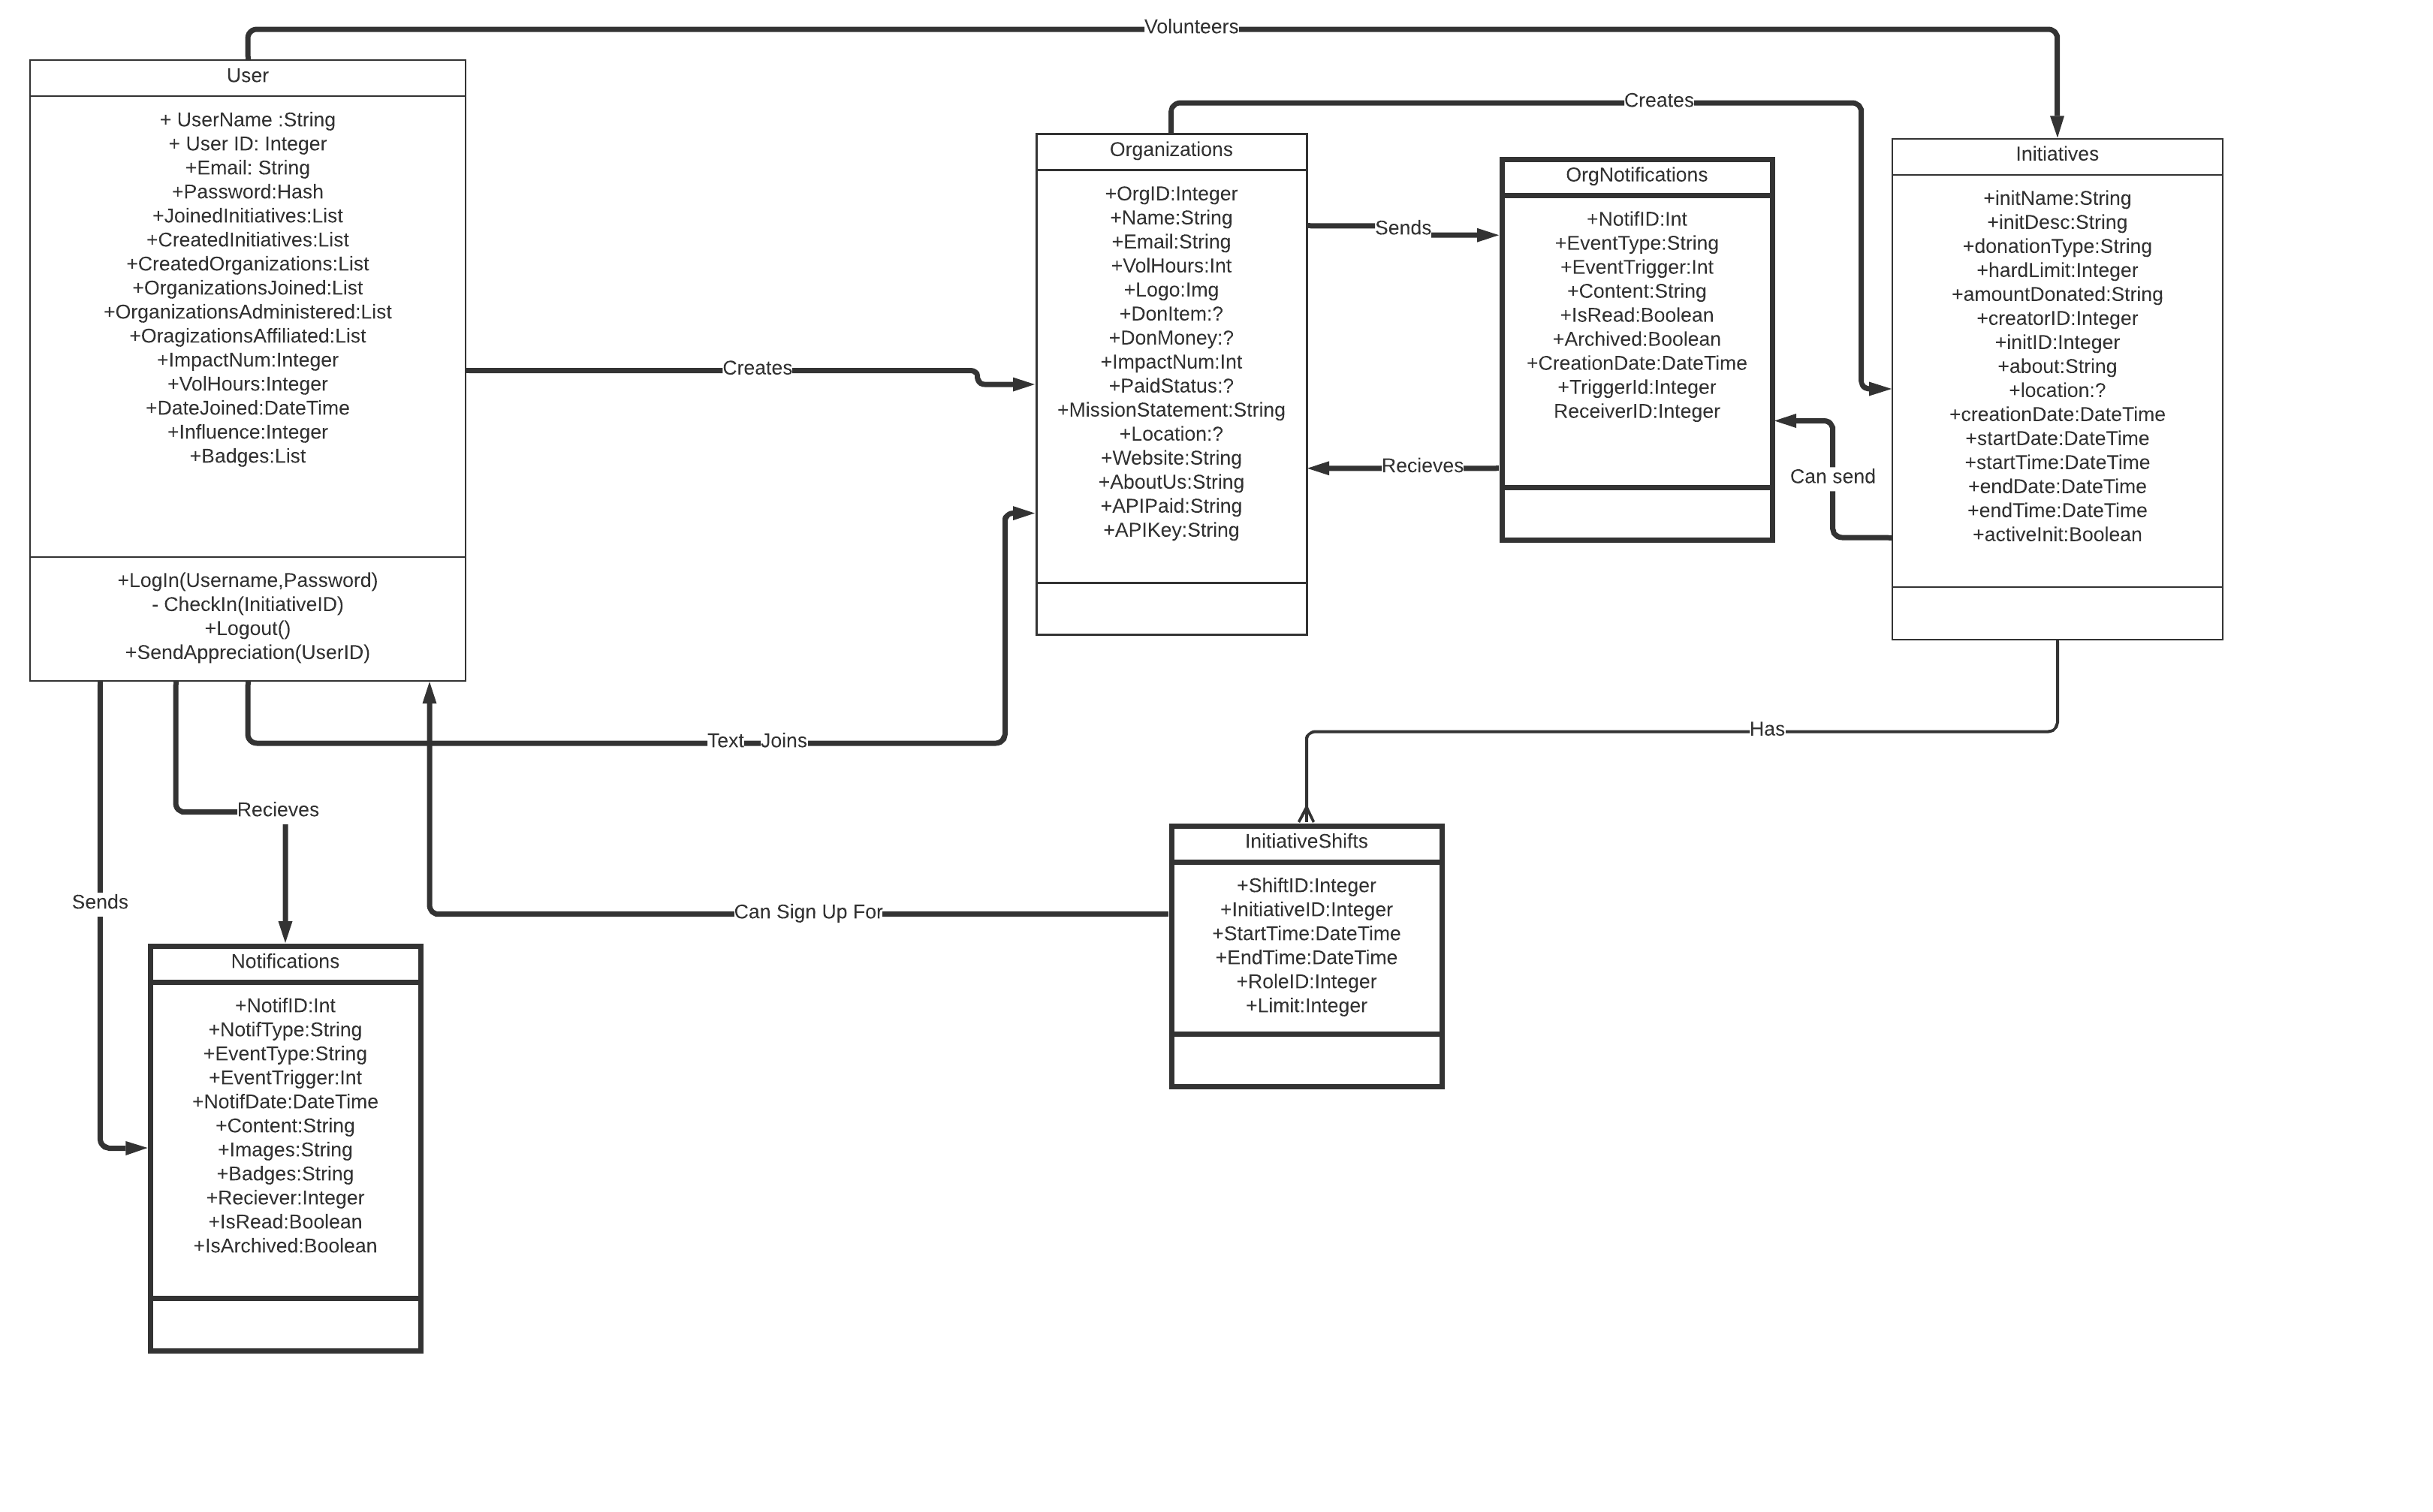 Volunteers
User
+ UserName :String
+ User ID: Integer
+Email: String
+Password:Hash
+JoinedInitiatives:List
+CreatedInitiatives:List
+CreatedOrganizations:List
+OrganizationsJoined:List
+OrganizationsAdministered:List
+OragizationsAffiliated:List
+ImpactNum:Integer
+VolHours:Integer
+DateJoined:DateTime
+Influence:Integer
+Badges:List
+LogIn(Username,Password)
- CheckIn(InitiativeID)
+Logout()
+SendAppreciation(UserID)
Creates
Creates
Organizations
+OrgID:Integer
+Name:String
+Email:String
+VolHours:Int
+Logo:Img
+DonItem:?
+DonMoney:?
+ImpactNum:Int
+PaidStatus:?
+MissionStatement:String
+Location:?
+Website:String
+AboutUs:String
+APIPaid:String
+APIKey:String
Sends
Recieves
OrgNotifications
+NotifID:Int
+EventType:String
+EventTrigger:Int
+Content:String
+IsRead:Boolean
+Archived:Boolean
+CreationDate:DateTime
+TriggerId:Integer
ReceiverID:Integer
Can send
Initiatives
+initName:String
+initDesc:String
+donationType:String
+hardLimit:Integer
+amountDonated:String
+creatorID:Integer
+initID:Integer
+about:String
+location:?
+creationDate:DateTime
+startDate:DateTime
+startTime:DateTime
+endDate:DateTime
+endTime:DateTime
+activeInit:Boolean
Text Joins
Has
Recieves
Sends
Can Sign Up For
InitiativeShifts
+ShiftID:Integer
+InitiativeID:Integer
+StartTime:DateTime
+EndTime:DateTime
+RoleID:Integer
+Limit:Integer
Notifications
+NotifID:Int
+NotifType:String
+EventType:String
+EventTrigger:Int
+NotifDate:DateTime
+Content:String
+Images:String
+Badges:String
+Reciever:Integer
+IsRead:Boolean
+IsArchived:Boolean